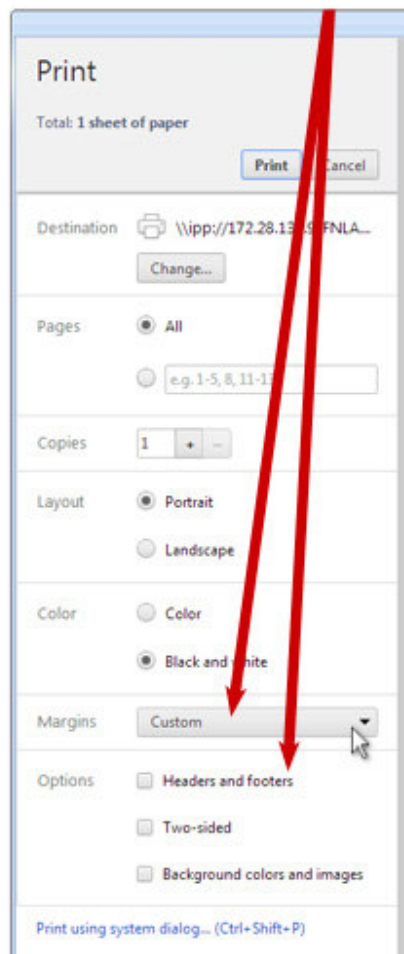 Print
Total: 1 sheet of paper
Print Cancel
Destination
Change...
Pages All
e.g. 1-5, 8, 11-13
Copies 1 + -
Layout Portrait
Landscape
Color Color
Black and white
Margins Custom
Options Headers and footers
Two-sided
Background colors and images
Print using system dialog... (Ctrl+Shift+P)